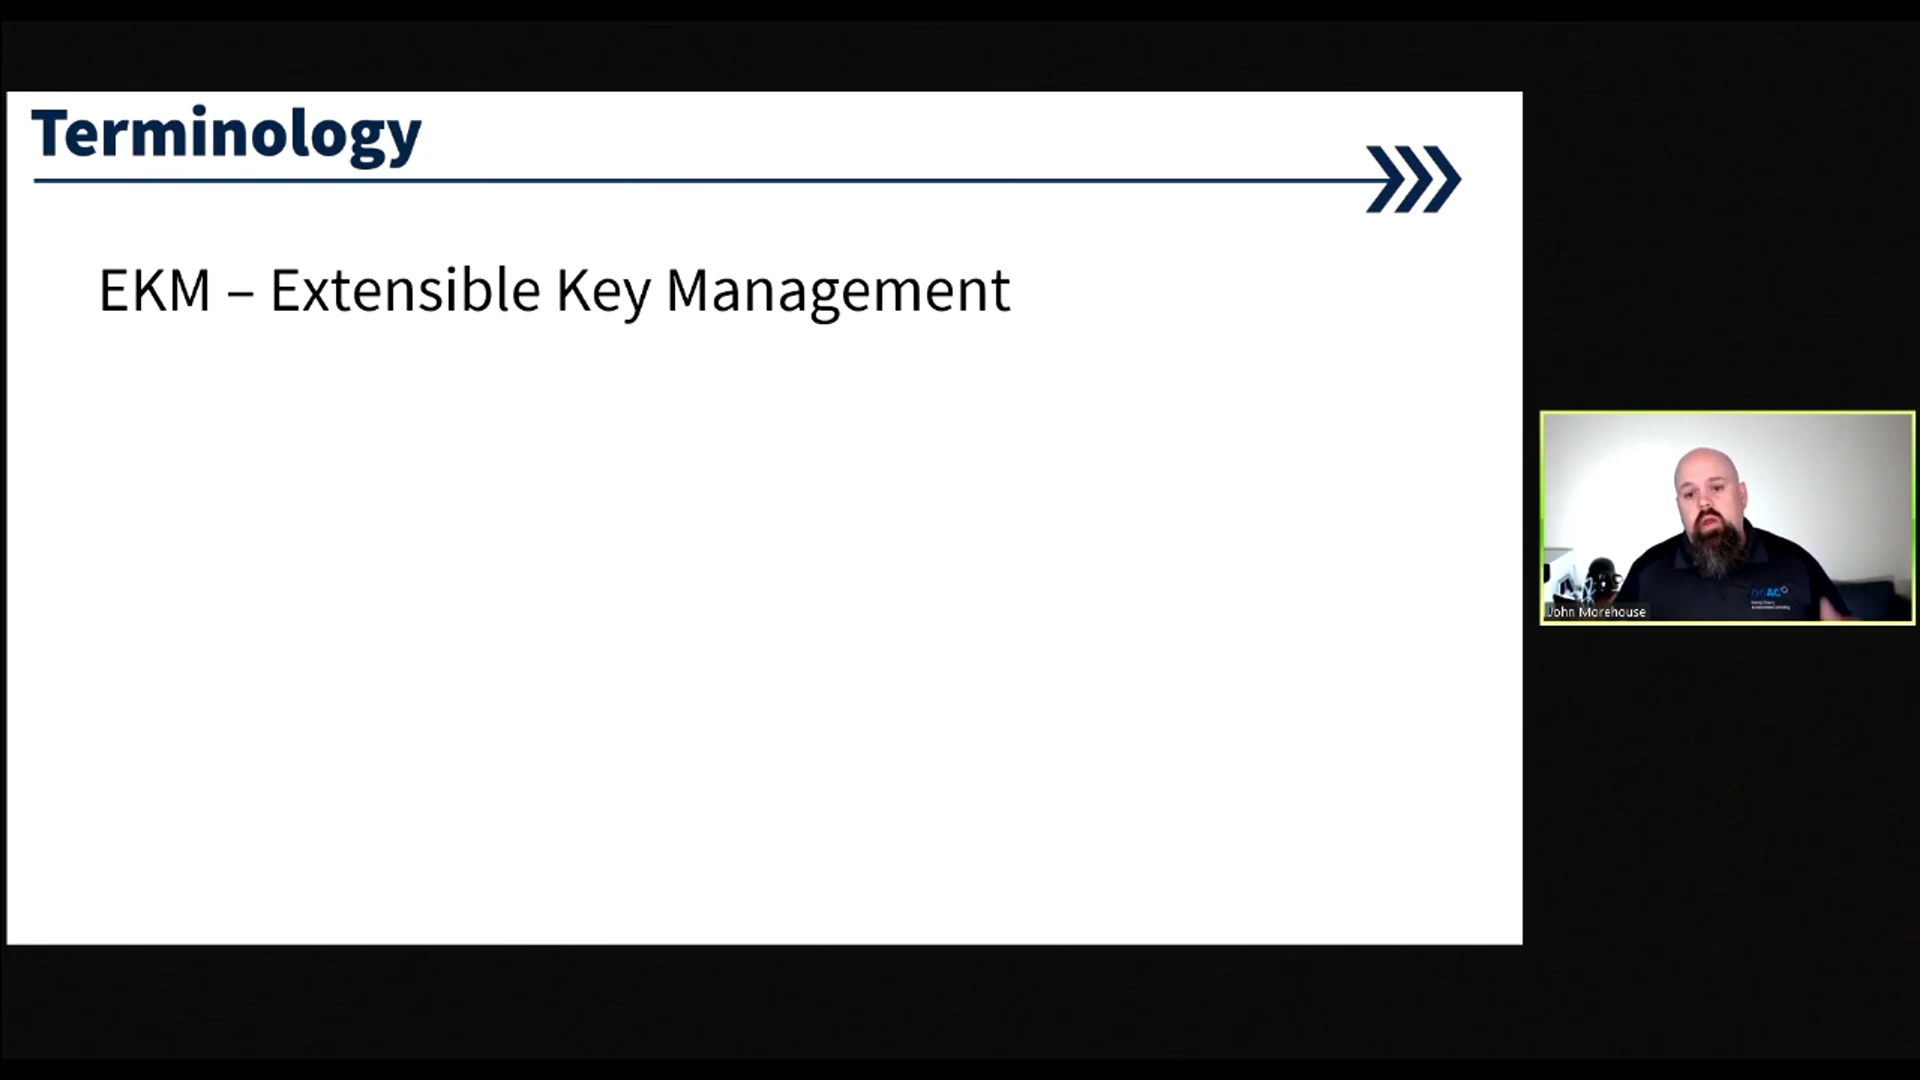 Terminology
EKM – Extensible Key Management
John Morehouse